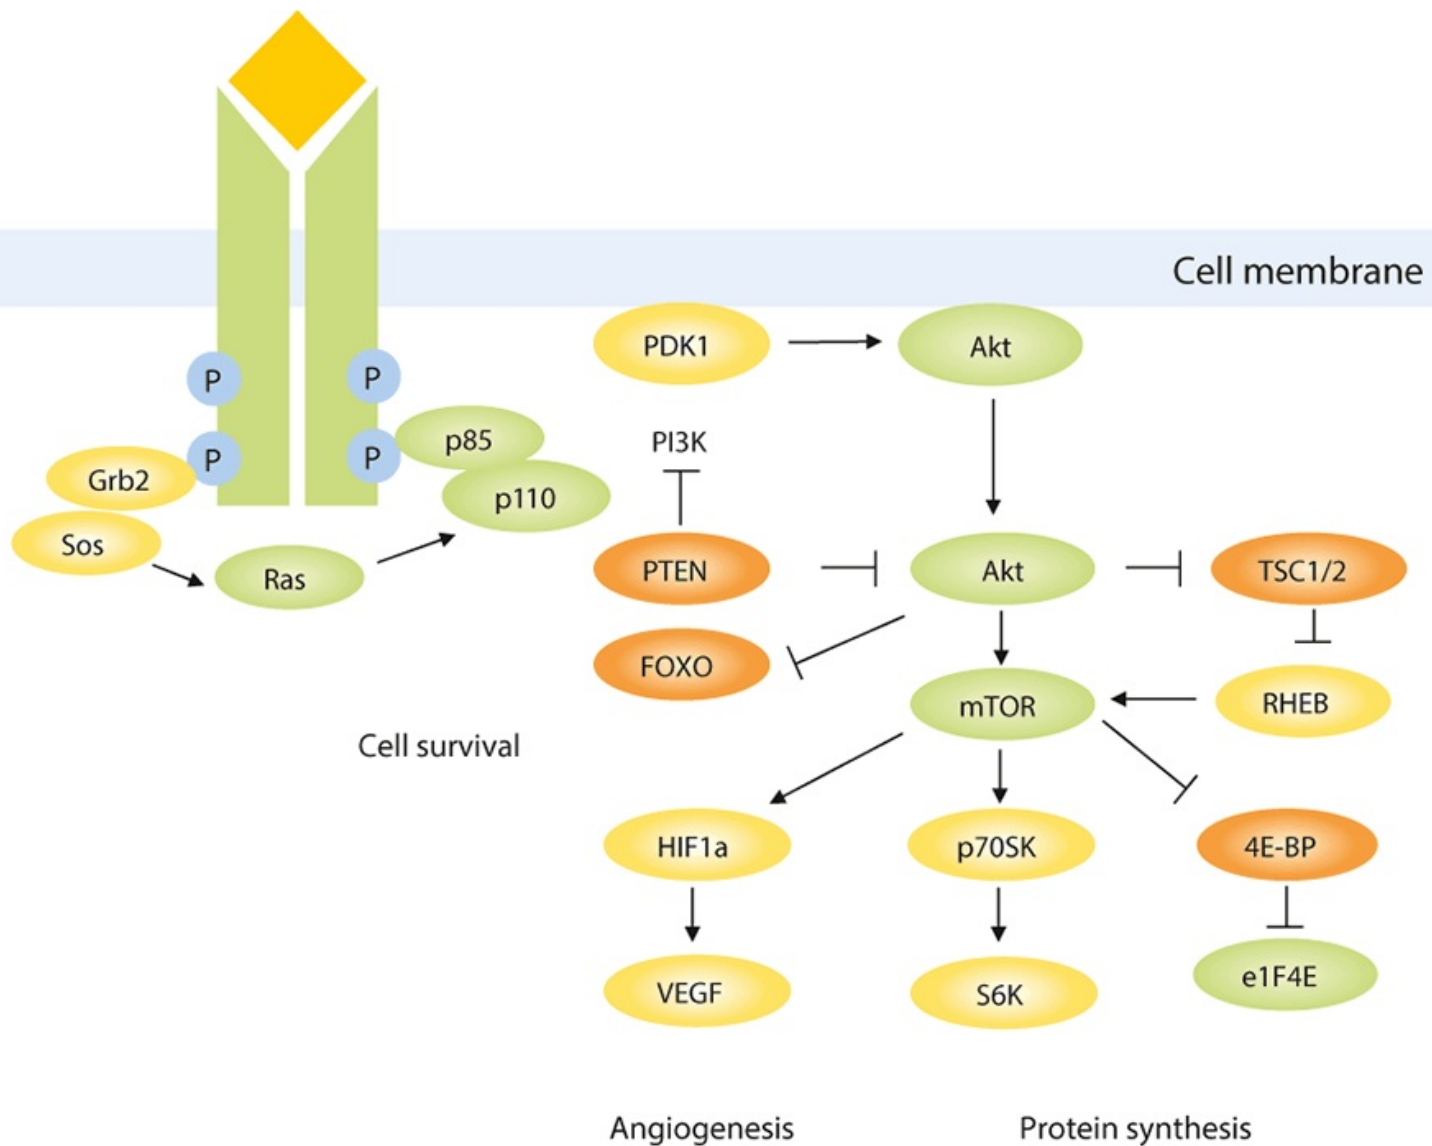 Cell membrane
PDK1
Akt
P
P
p85
PI3K
P
P
Grb2
p110
Sos
Ras
PTEN
Akt
TSC1/2
FOXO
mTOR
RHEB
Cell survival
HIF1a
p70SK
4E-BP
VEGF
S6K
e1F4E
Angiogenesis
Protein synthesis